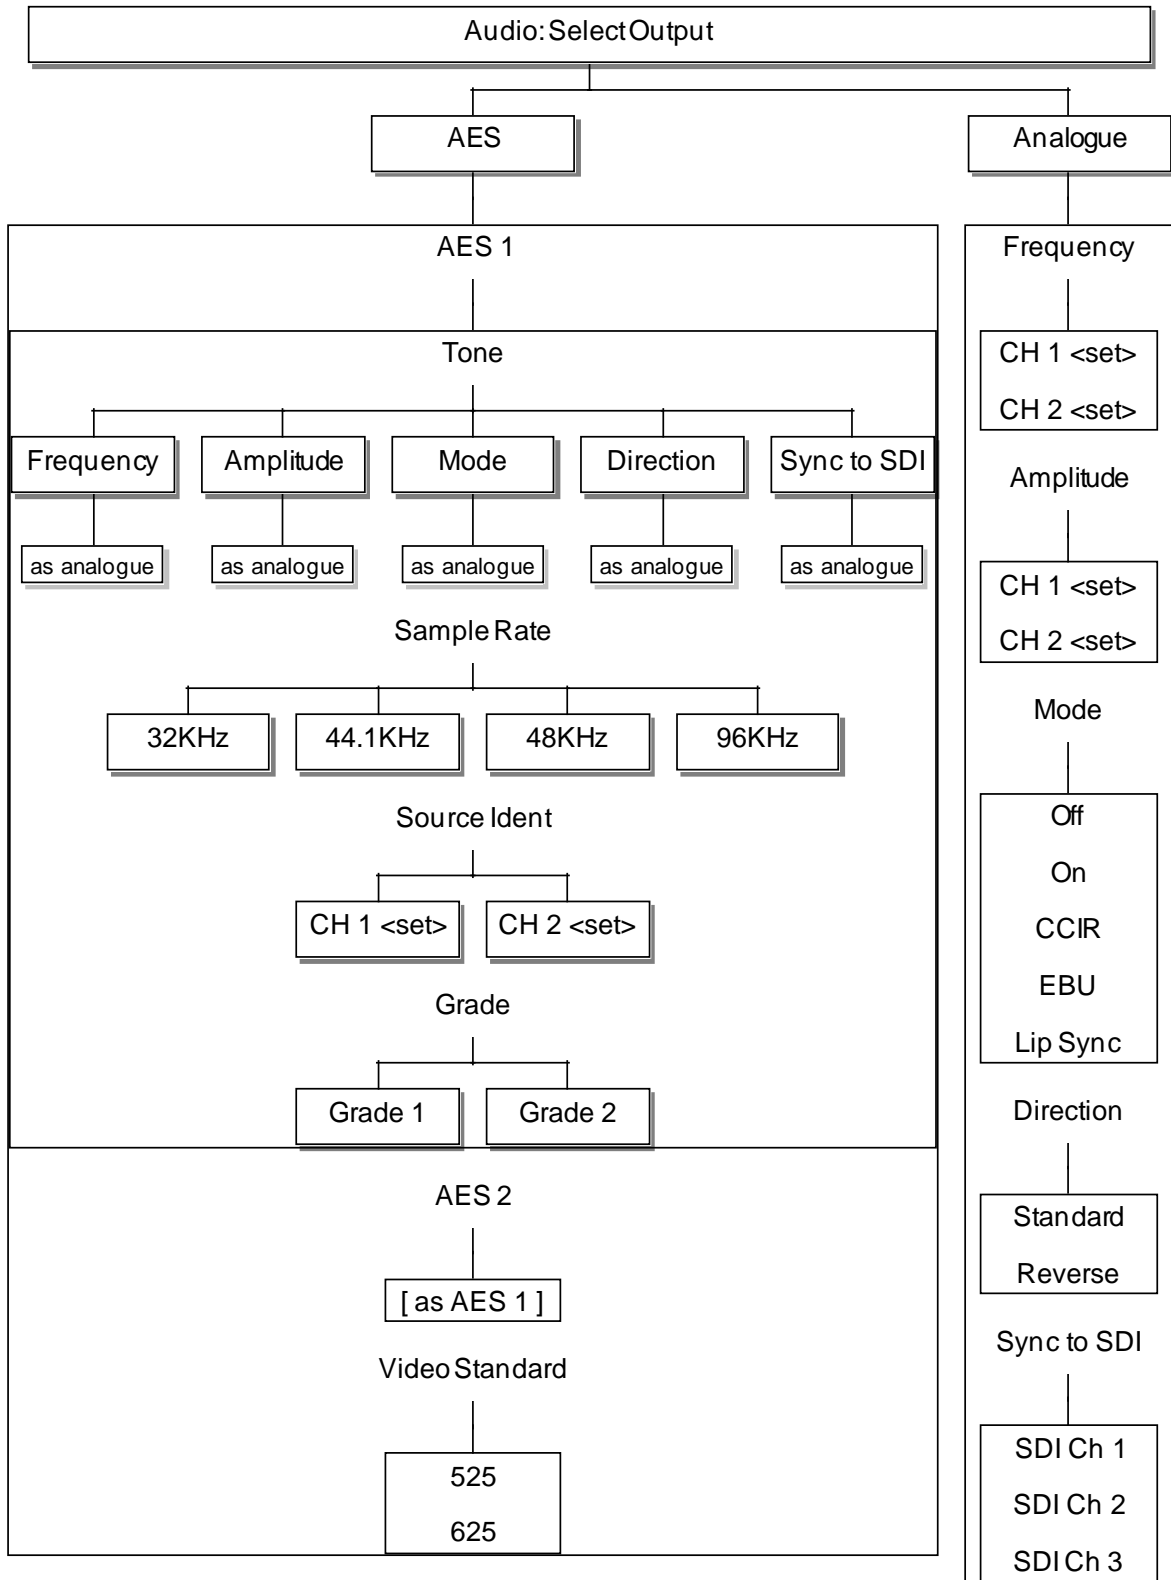 Audio: Select Output
AES
Analogue
AES 1
Tone
Frequency
Amplitude
Mode
Direction
Sync to SDI
as analogue
as analogue
as analogue
as analogue
as analogue
Sample Rate
32KHz
44.1KHz
48KHz
96KHz
Source Ident
CH 1 <set>
CH 2 <set>
Grade
Grade 1
Grade 2
AES 2
[ as AES 1 ]
Video Standard
525
625
Frequency
CH 1 <set>
CH 2 <set>
Amplitude
CH 1 <set>
CH 2 <set>
Mode
Off
On
CCIR
EBU
Lip Sync
Direction
Standard
Reverse
Sync to SDI
SDI Ch 1
SDI Ch 2
SDI Ch 3